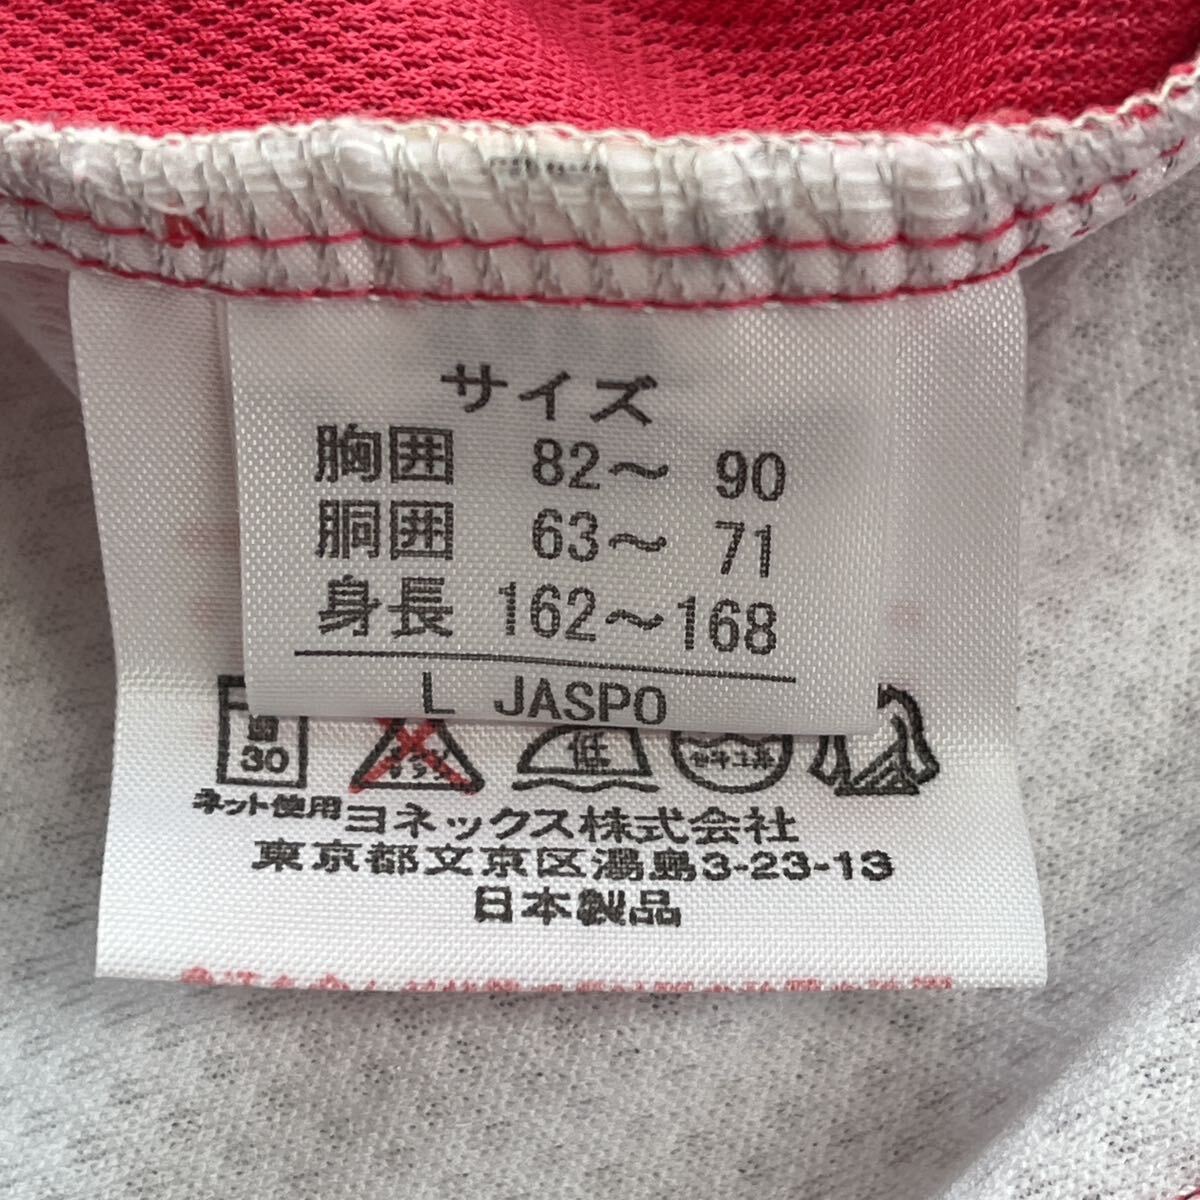 サイズ
胸囲 82～ 90
胴囲 63～ 71
身長 162～168
L JASPO
30 低
ネット使用
ヨネックス株式会社
東京都文京区湯島3-23-13
日本製品